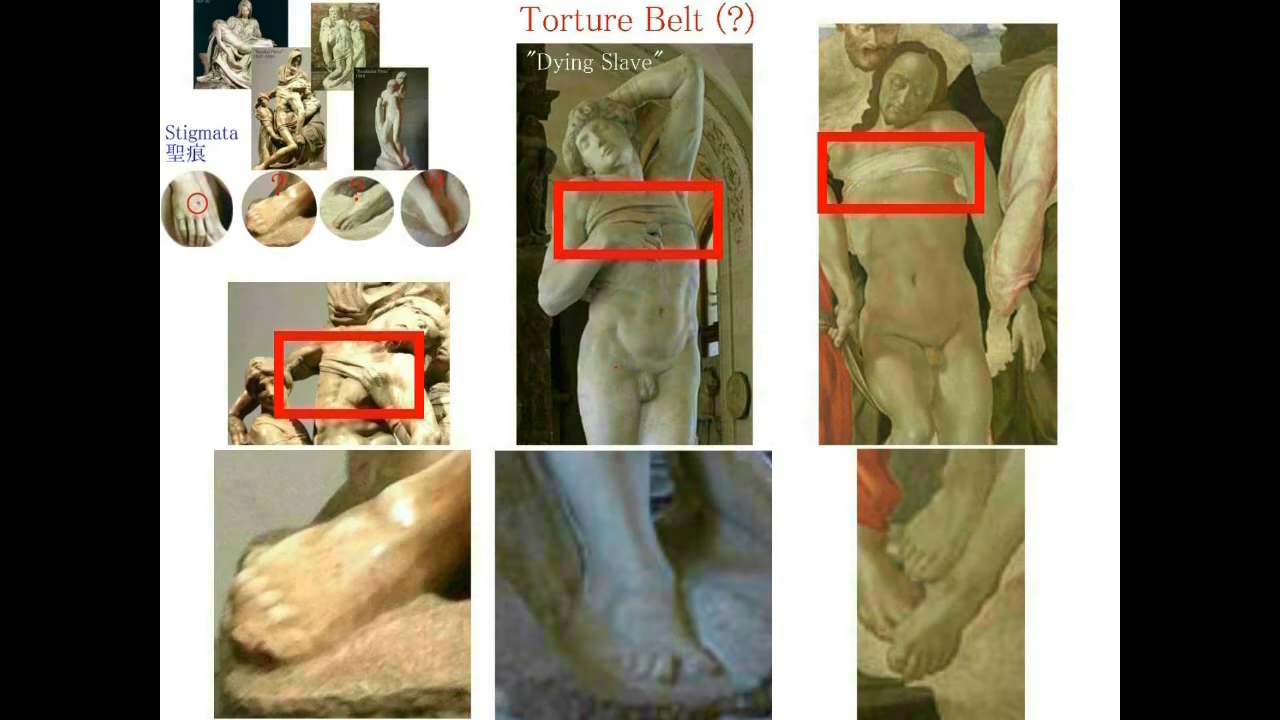 Torture Belt (?)
"Dying Slave"
Stigmata
聖痕
?
?
?